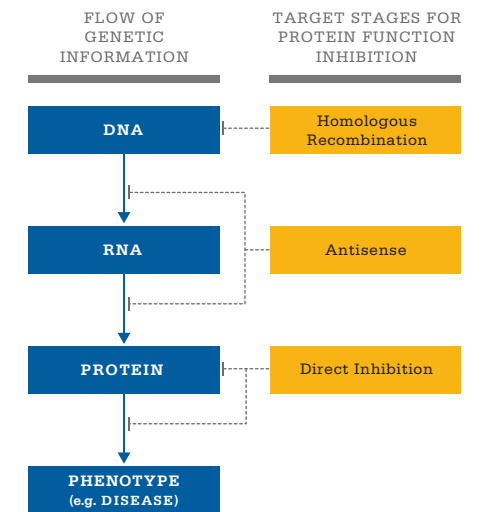 FLOW OF
GENETIC
INFORMATION
TARGET STAGES FOR
PROTEIN FUNCTION
INHIBITION
DNA
Homologous
Recombination
RNA
Antisense
PROTEIN
Direct Inhibition
PHENOTYPE
(e.g. DISEASE)